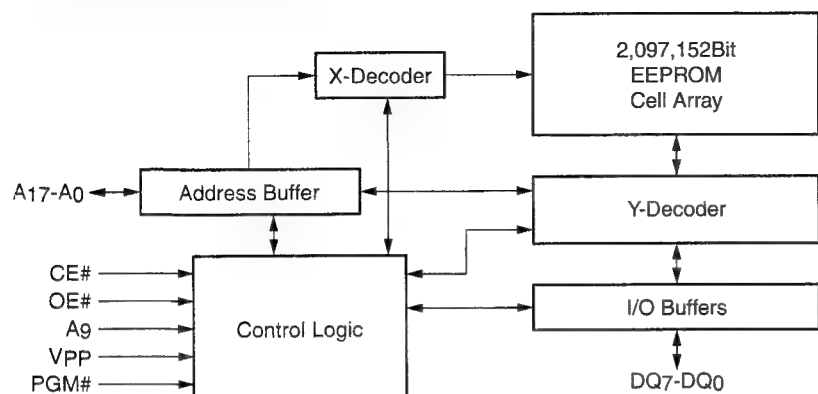 2,097,152Bit
EEPROM
Cell Array
X-Decoder
A17-A0
Address Buffer
Y-Decoder
CE#
OE#
A9
VPP
PGM#
Control Logic
I/O Buffers
DQ7-DQ0